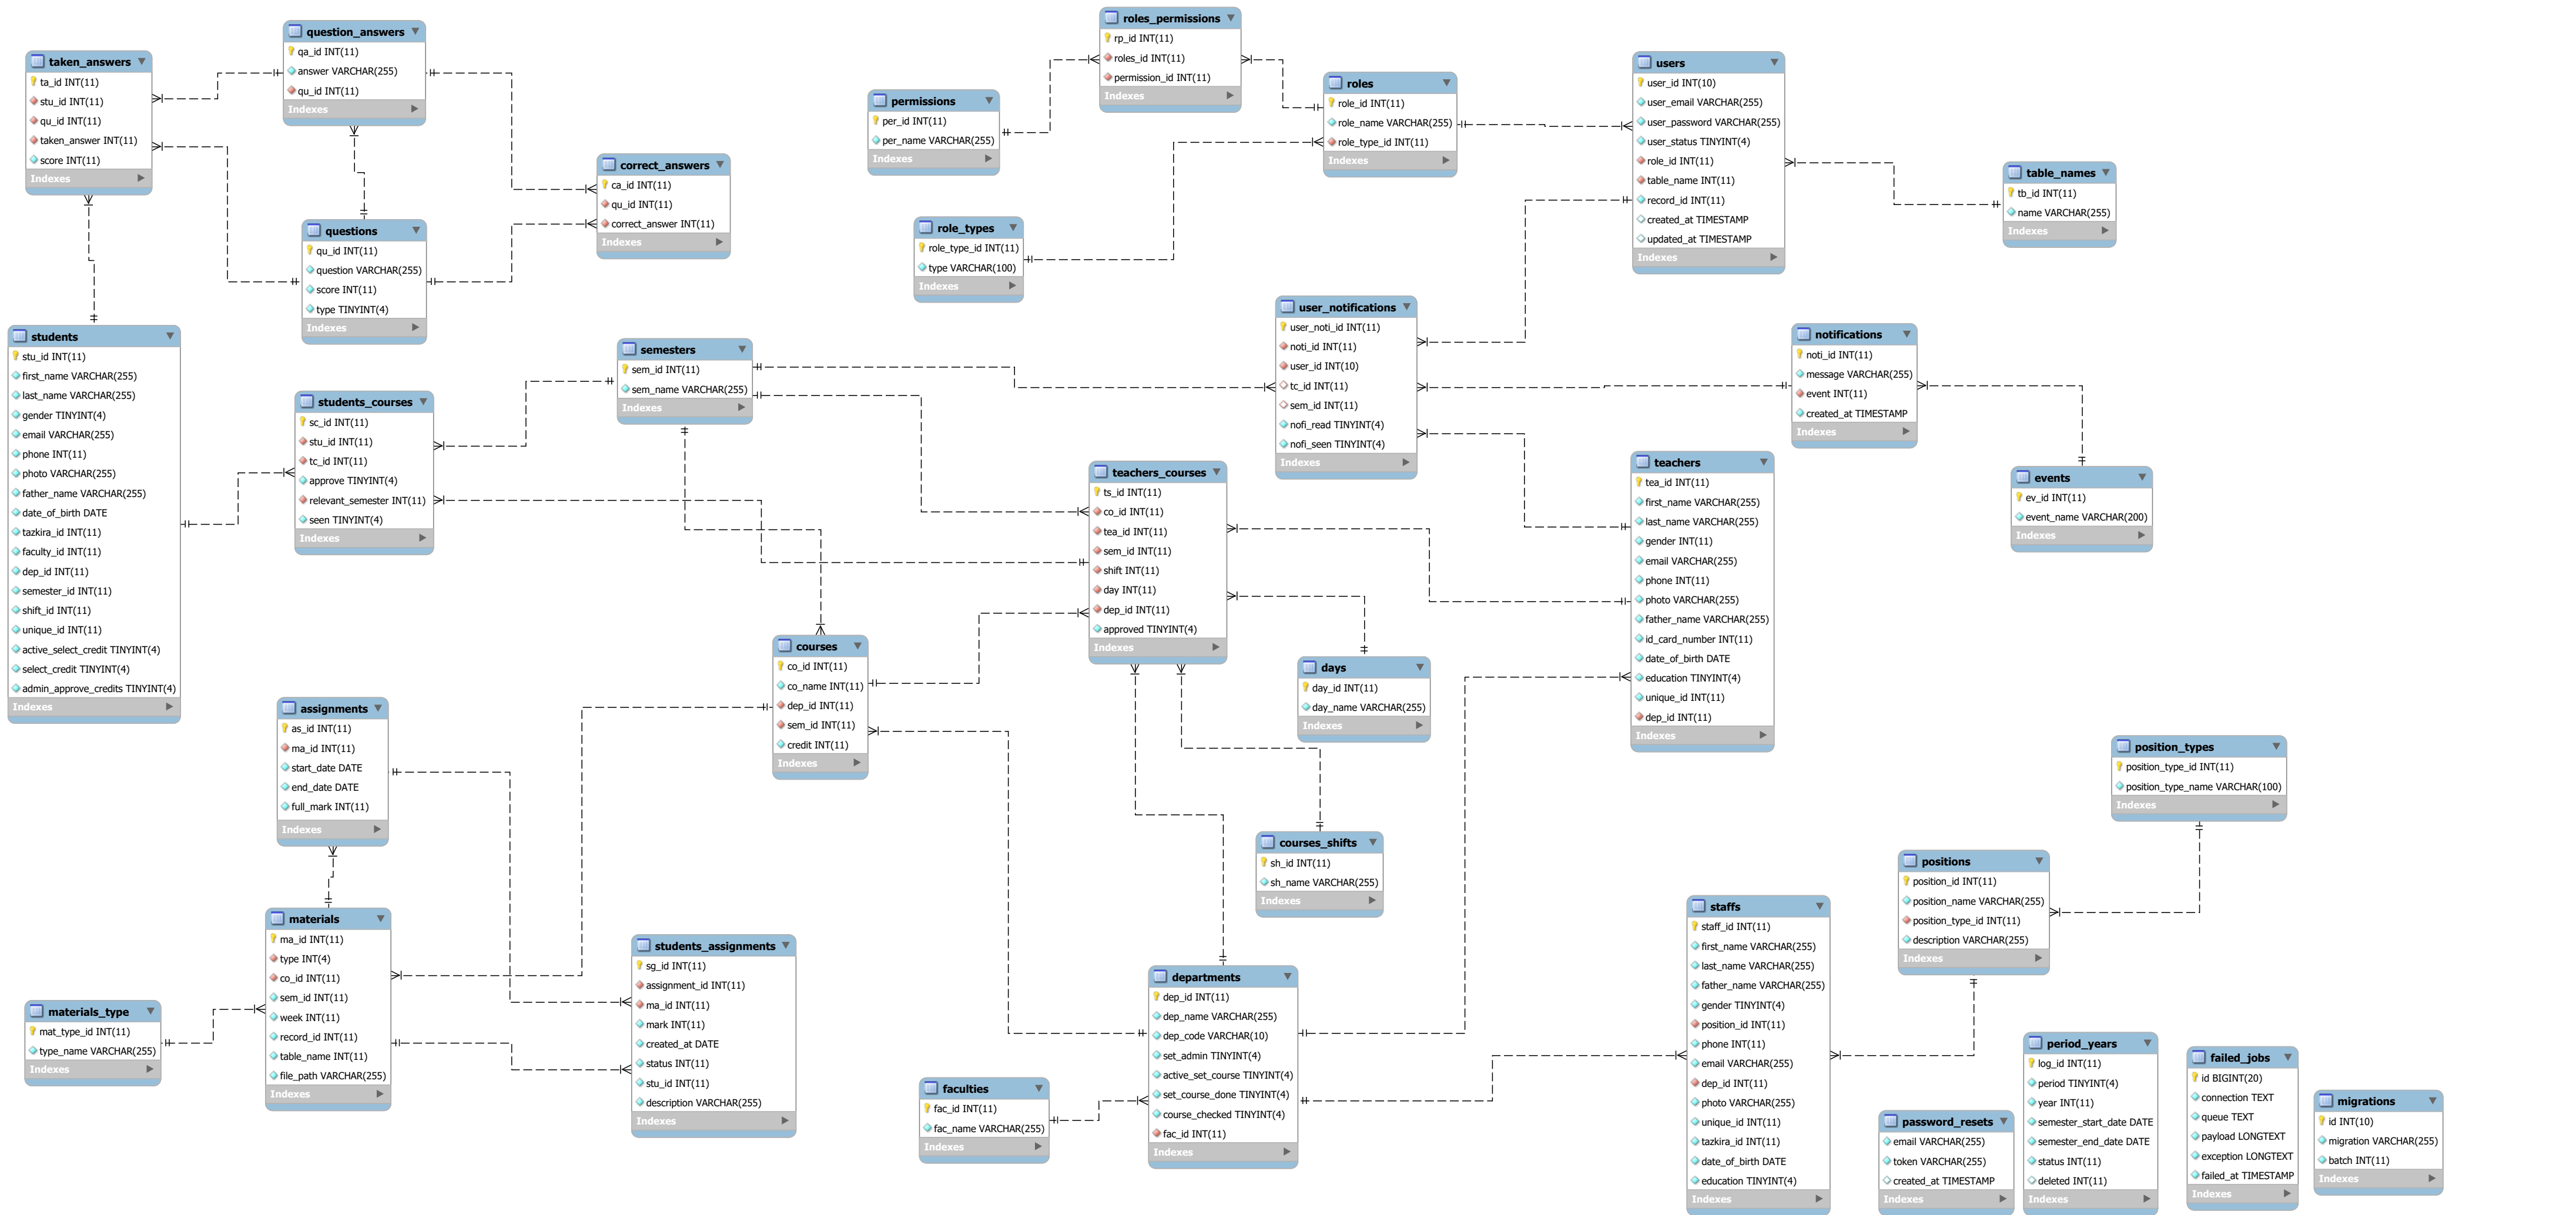 question_answers
qa_id INT(11)
answer VARCHAR(255)
qu_id INT(11)
Indexes
taken_answers
ta_id INT(11)
stu_id INT(11)
qu_id INT(11)
taken_answer INT(11)
score INT(11)
Indexes
correct_answers
ca_id INT(11)
qu_id INT(11)
correct_answer INT(11)
Indexes
questions
qu_id INT(11)
question VARCHAR(255)
score INT(11)
type TINYINT(4)
Indexes
roles_permissions
rp_id INT(11)
roles_id INT(11)
permission_id INT(11)
Indexes
permissions
per_id INT(11)
per_name VARCHAR(255)
Indexes
roles
role_id INT(11)
role_name VARCHAR(255)
role_type_id INT(11)
Indexes
role_types
role_type_id INT(11)
type VARCHAR(100)
Indexes
users
user_id INT(10)
user_email VARCHAR(255)
user_password VARCHAR(255)
user_status TINYINT(4)
role_id INT(11)
table_name INT(11)
record_id INT(11)
created_at TIMESTAMP
updated_at TIMESTAMP
Indexes
table_names
tb_id INT(11)
name VARCHAR(255)
Indexes
students
stu_id INT(11)
first_name VARCHAR(255)
last_name VARCHAR(255)
gender TINYINT(4)
email VARCHAR(255)
phone INT(11)
photo VARCHAR(255)
father_name VARCHAR(255)
date_of_birth DATE
tazkira_id INT(11)
faculty_id INT(11)
dep_id INT(11)
semester_id INT(11)
shift_id INT(11)
unique_id INT(11)
active_select_credit TINYINT(4)
select_credit TINYINT(4)
admin_approve_credits TINYINT(4)
Indexes
students_courses
sc_id INT(11)
stu_id INT(11)
tc_id INT(11)
approve TINYINT(4)
relevant_semester INT(11)
seen TINYINT(4)
Indexes
semesters
sem_id INT(11)
sem_name VARCHAR(255)
Indexes
user_notifications
user_noti_id INT(11)
noti_id INT(11)
user_id INT(10)
tc_id INT(11)
sem_id INT(11)
nofi_read TINYINT(4)
nofi_seen TINYINT(4)
Indexes
notifications
noti_id INT(11)
message VARCHAR(255)
event INT(11)
created_at TIMESTAMP
Indexes
events
ev_id INT(11)
event_name VARCHAR(200)
Indexes
teachers_courses
ts_id INT(11)
co_id INT(11)
tea_id INT(11)
sem_id INT(11)
shift INT(11)
day INT(11)
dep_id INT(11)
approved TINYINT(4)
Indexes
teachers
tea_id INT(11)
first_name VARCHAR(255)
last_name VARCHAR(255)
gender INT(11)
email VARCHAR(255)
phone INT(11)
photo VARCHAR(255)
father_name VARCHAR(255)
id_card_number INT(11)
date_of_birth DATE
education TINYINT(4)
unique_id INT(11)
dep_id INT(11)
Indexes
courses
co_id INT(11)
co_name INT(11)
dep_id INT(11)
sem_id INT(11)
credit INT(11)
Indexes
days
day_id INT(11)
day_name VARCHAR(255)
Indexes
assignments
as_id INT(11)
ma_id INT(11)
start_date DATE
end_date DATE
full_mark INT(11)
Indexes
courses_shifts
sh_id INT(11)
sh_name VARCHAR(255)
Indexes
position_types
position_type_id INT(11)
position_type_name VARCHAR(100)
Indexes
positions
position_id INT(11)
position_name VARCHAR(255)
position_type_id INT(11)
description VARCHAR(255)
Indexes
materials
ma_id INT(11)
type INT(4)
co_id INT(11)
sem_id INT(11)
week INT(11)
record_id INT(11)
table_name INT(11)
file_path VARCHAR(255)
Indexes
materials_type
mat_type_id INT(11)
type_name VARCHAR(255)
Indexes
students_assignments
sg_id INT(11)
assignment_id INT(11)
ma_id INT(11)
mark INT(11)
created_at DATE
status INT(11)
stu_id INT(11)
description VARCHAR(255)
Indexes
departments
dep_id INT(11)
dep_name VARCHAR(255)
dep_code VARCHAR(10)
set_admin TINYINT(4)
active_set_course TINYINT(4)
set_course_done TINYINT(4)
course_checked TINYINT(4)
fac_id INT(11)
Indexes
faculties
fac_id INT(11)
fac_name VARCHAR(255)
Indexes
staffs
staff_id INT(11)
first_name VARCHAR(255)
last_name VARCHAR(255)
father_name VARCHAR(255)
gender TINYINT(4)
position_id INT(11)
phone INT(11)
email VARCHAR(255)
dep_id INT(11)
photo VARCHAR(255)
unique_id INT(11)
tazkira_id INT(11)
date_of_birth DATE
education TINYINT(4)
Indexes
password_resets
email VARCHAR(255)
token VARCHAR(255)
created_at TIMESTAMP
Indexes
period_years
log_id INT(11)
period TINYINT(4)
year INT(11)
semester_start_date DATE
semester_end_date DATE
status INT(11)
deleted INT(11)
Indexes
failed_jobs
id BIGINT(20)
connection TEXT
queue TEXT
payload LONGTEXT
exception LONGTEXT
failed_at TIMESTAMP
Indexes
migrations
id INT(10)
migration VARCHAR(255)
batch INT(11)
Indexes